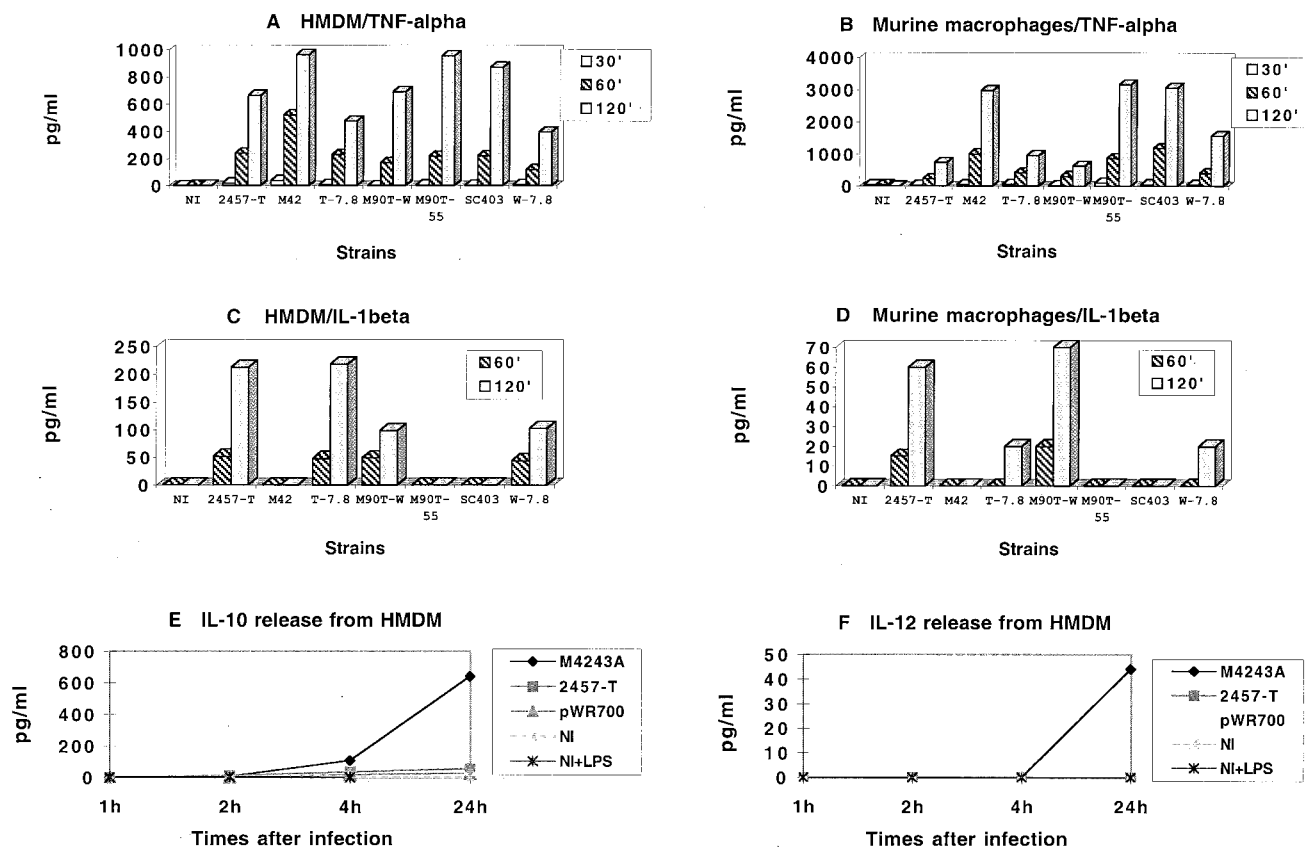 A HMDM/TNF-alpha
pg/ml
1000
800
600
400
200
0
30'
60'
120'
NI 2457-T M42 T-7.8 M90T-W M90T-55 SC403 W-7.8
Strains
B Murine macrophages/TNF-alpha
pg/ml
4000
3000
2000
1000
0
30'
60'
120'
NI 2457-T M42 T-7.8 M90T-W M90T-55 SC403 W-7.8
Strains
C HMDM/IL-1beta
pg/ml
250
200
150
100
50
0
60'
120'
NI 2457-T M42 T-7.8 M90T-W M90T-55 SC403 W-7.8
Strains
D Murine macrophages/IL-1beta
pg/ml
70
60
50
40
30
20
10
0
60'
120'
NI 2457-T M42 T-7.8 M90T-W M90T-55 SC403 W-7.8
Strains
E IL-10 release from HMDM
pg/ml
800
600
400
200
0
M4243A
2457-T
pWR700
NI
NI+LPS
1h 2h 4h 24h
Times after infection
F IL-12 release from HMDM
pg/ml
50
40
30
20
10
0
M4243A
2457-T
pWR700
NI
NI+LPS
1h 2h 4h 24h
Times after infection